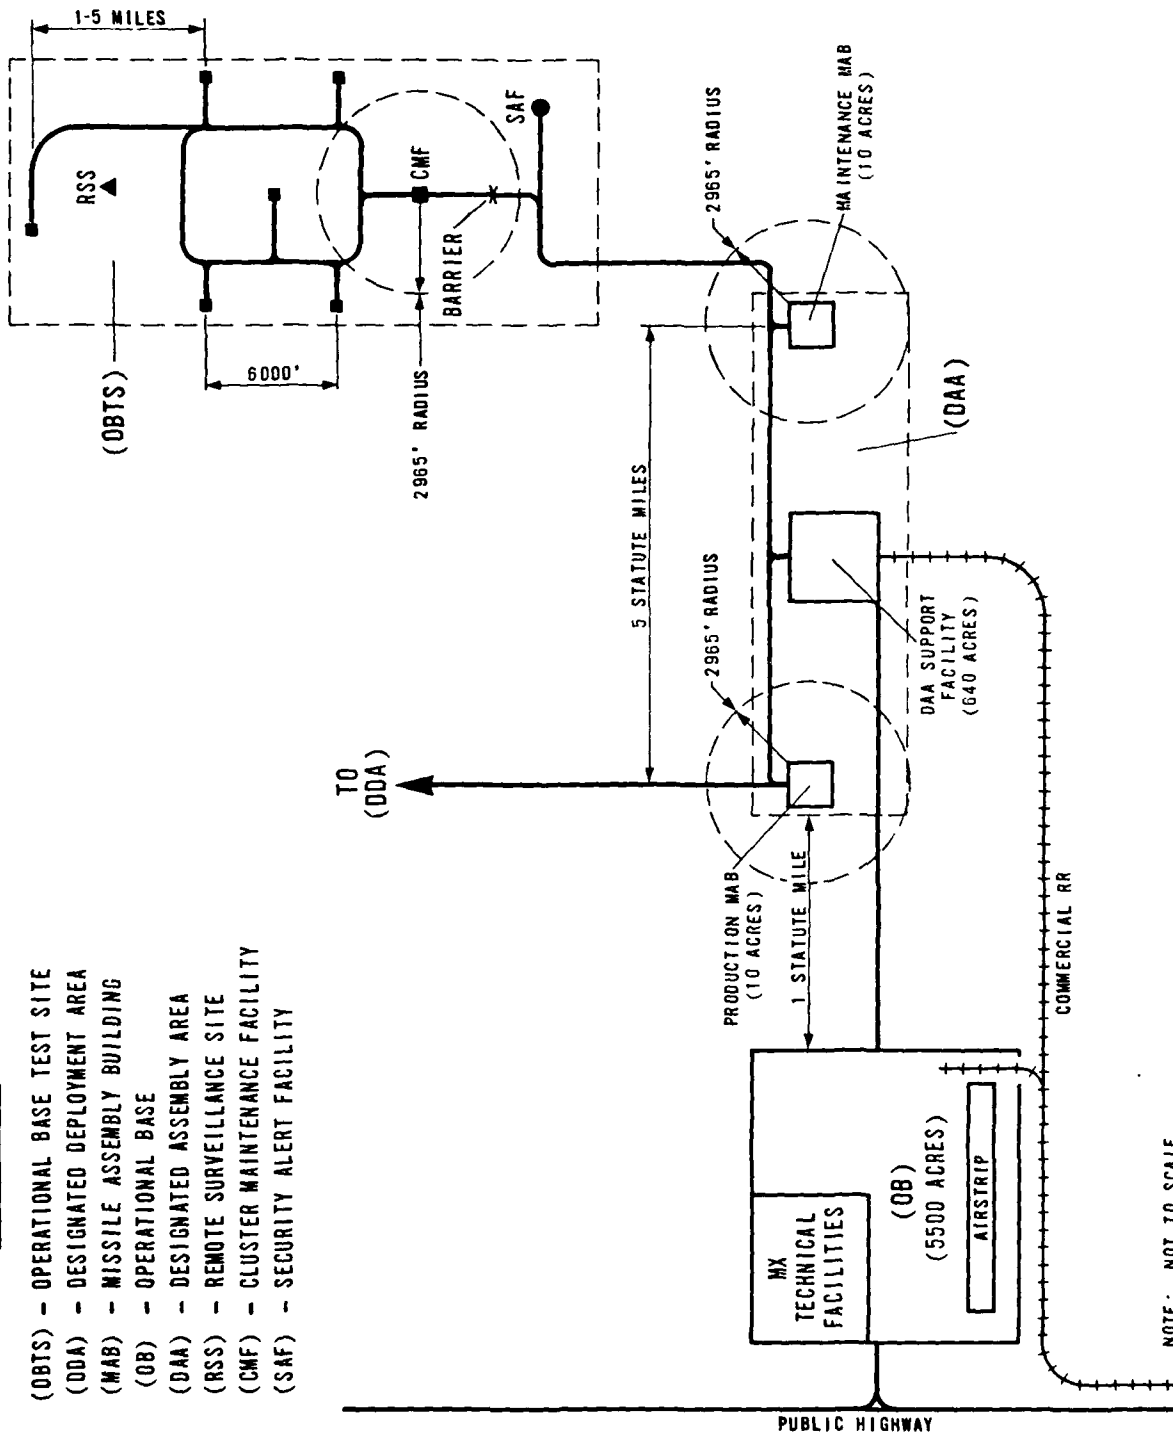 (OBTS) - OPERATIONAL BASE TEST SITE
(DDA) - DESIGNATED DEPLOYMENT AREA
(MAB) - MISSILE ASSEMBLY BUILDING
(OB) - OPERATIONAL BASE
(DAA) - DESIGNATED ASSEMBLY AREA
(RSS) - REMOTE SURVEILLANCE SITE
(CMF) - CLUSTER MAINTENANCE FACILITY
(SAF) - SECURITY ALERT FACILITY
1-5 MILES
RSS
(OBTS)
6000'
CMF
SAF
BARRIER
2965' RADIUS
2965' RADIUS
MAINTENANCE MAB
(10 ACRES)
5 STATUTE MILES
(DAA)
2965' RADIUS
DAA SUPPORT
FACILITY
(640 ACRES)
TO
(DDA)
PRODUCTION MAB
(10 ACRES)
1 STATUTE MILE
COMMERCIAL RR
MX
TECHNICAL
FACILITIES
(OB)
(5500 ACRES)
AIRSTRIP
PUBLIC HIGHWAY
NOTE: NOT TO SCALE